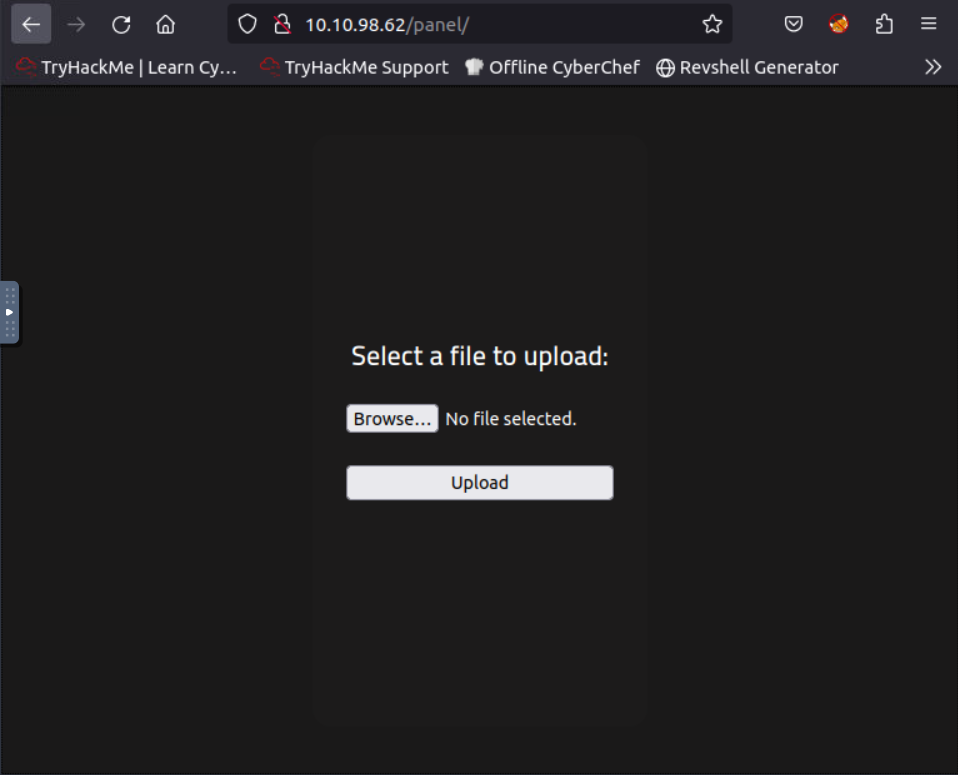 10.10.98.62/panel/
TryHackMe | Learn Cy... TryHackMe Support Offline CyberChef Revshell Generator
Select a file to upload:
Browse... No file selected.
Upload